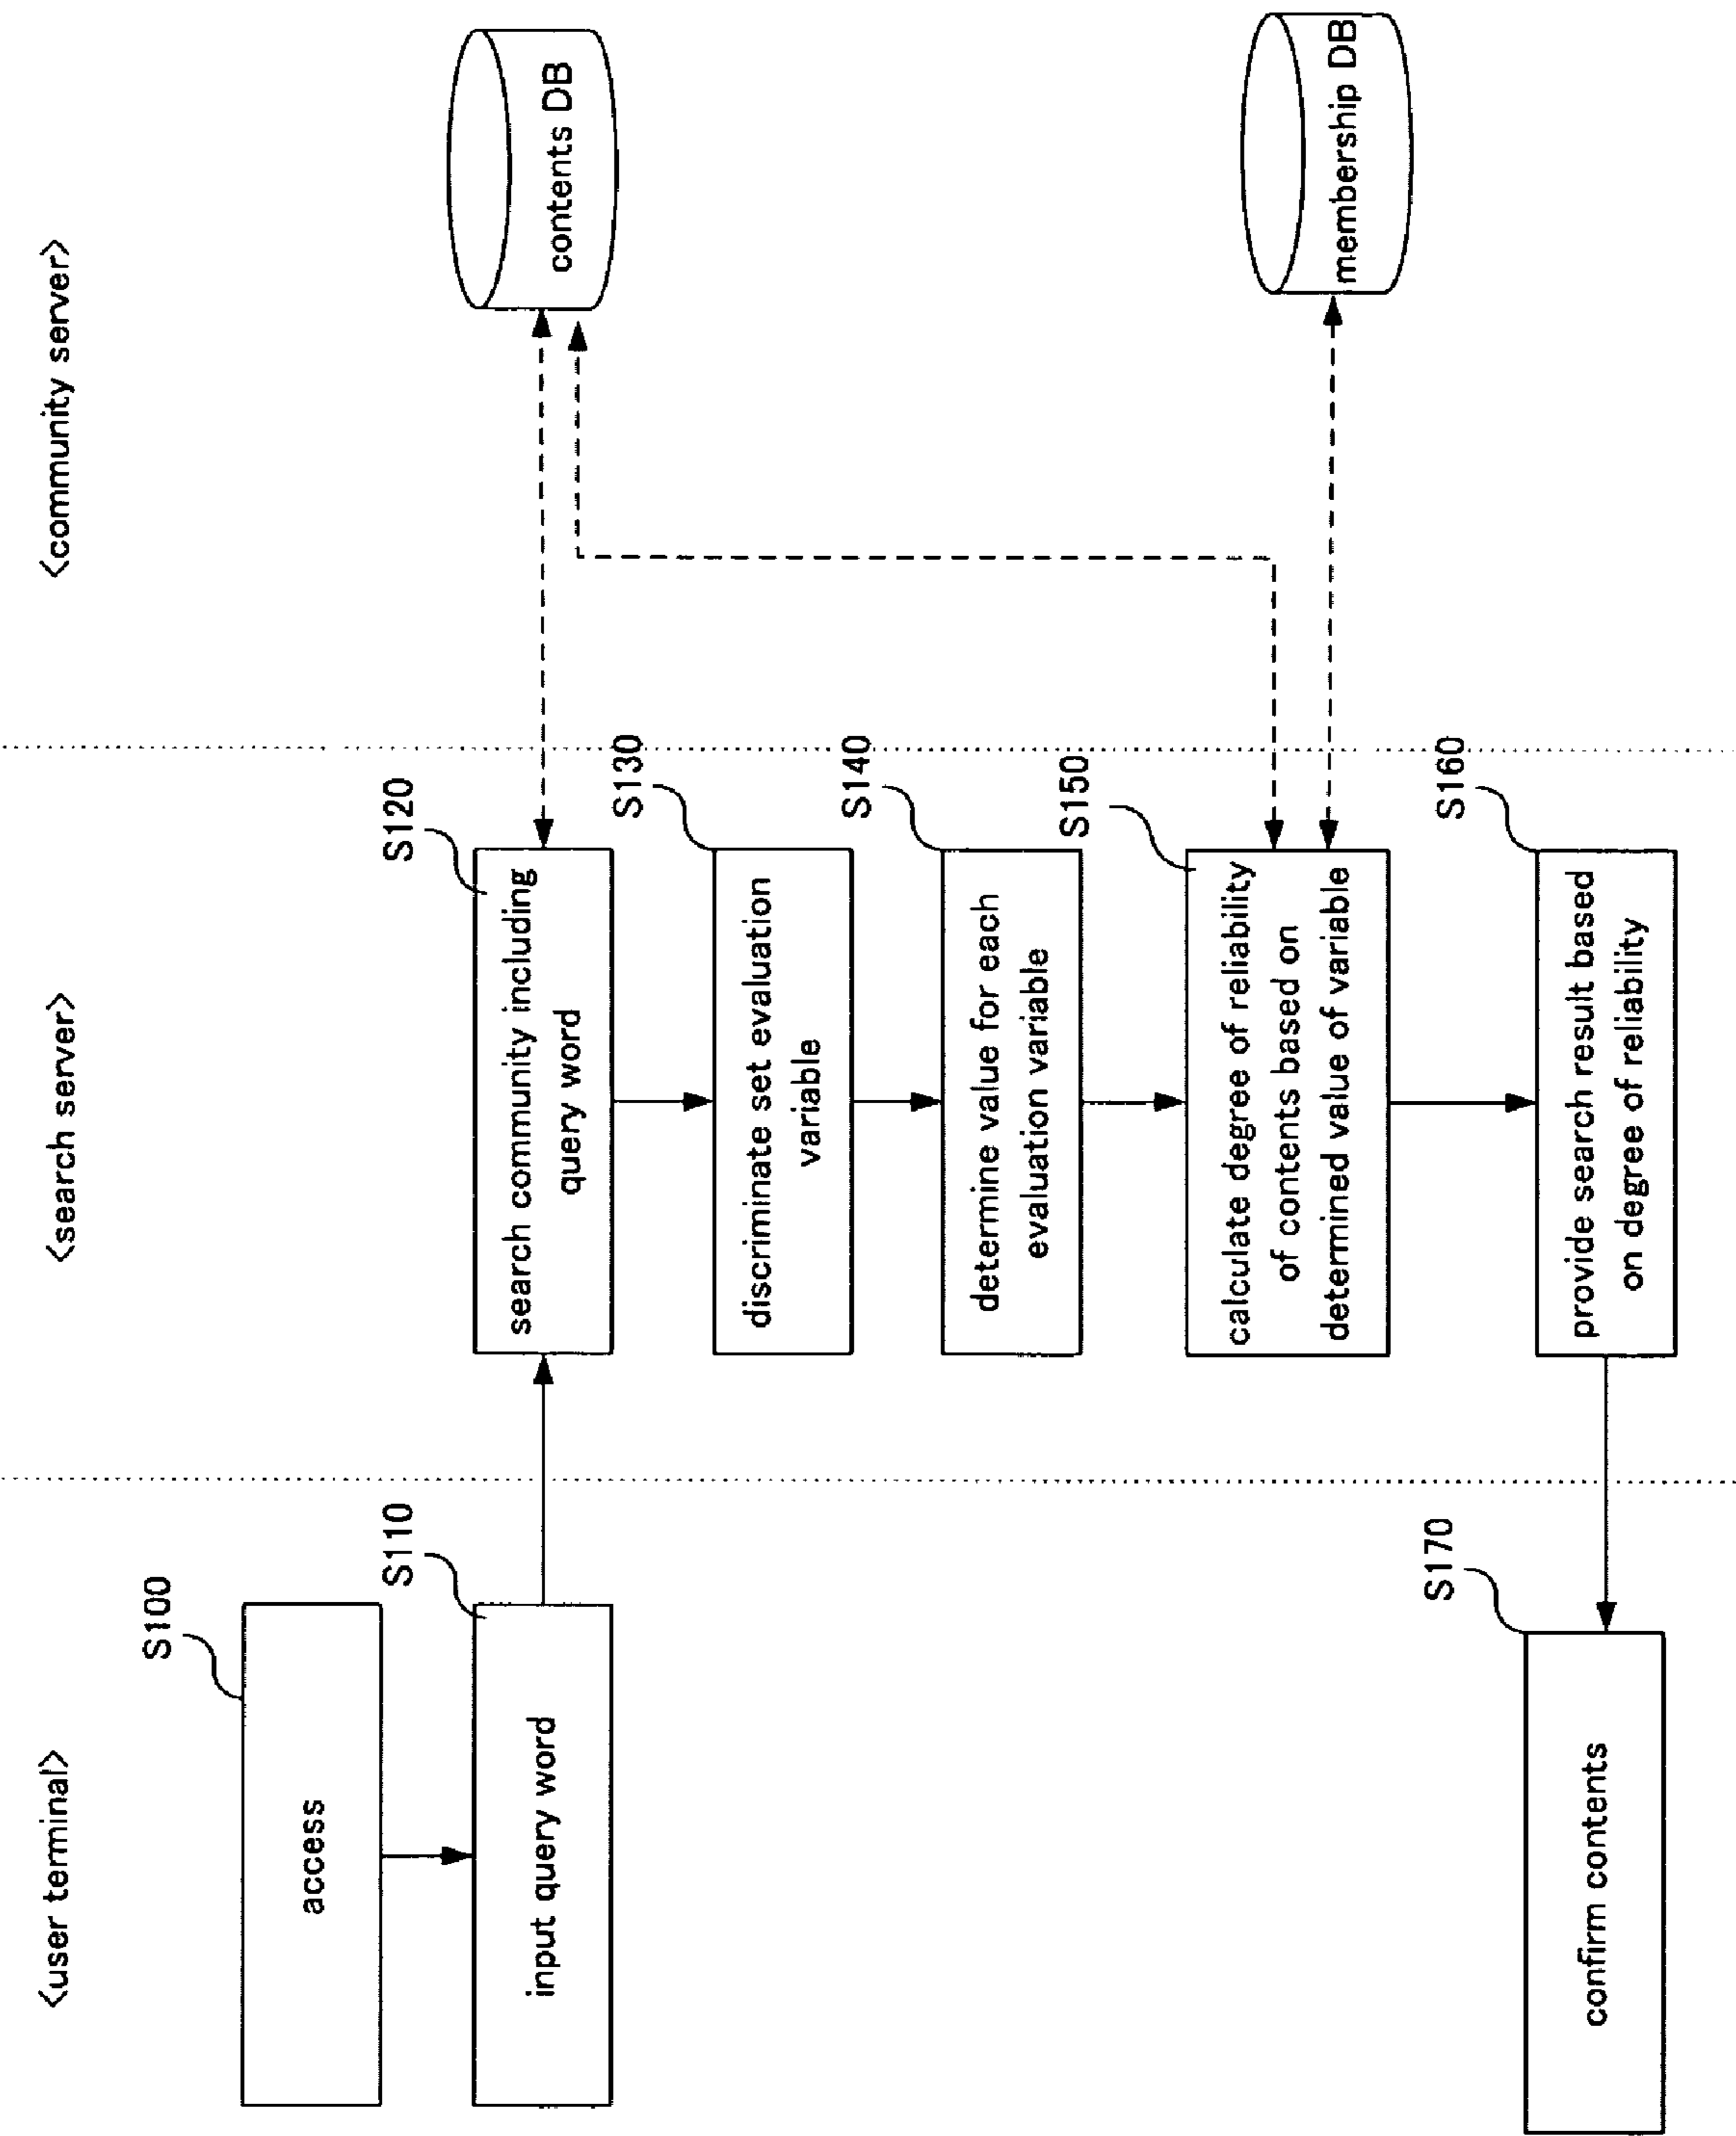 <user terminal>
<search server>
<community server>
S100
access
S110
input query word
S120
search community including
query word
contents DB
S130
discriminate set evaluation
variable
S140
determine value for each
evaluation variable
S150
calculate degree of reliability
of contents based on
determined value of variable
membership DB
S160
provide search result based
on degree of reliability
S170
confirm contents